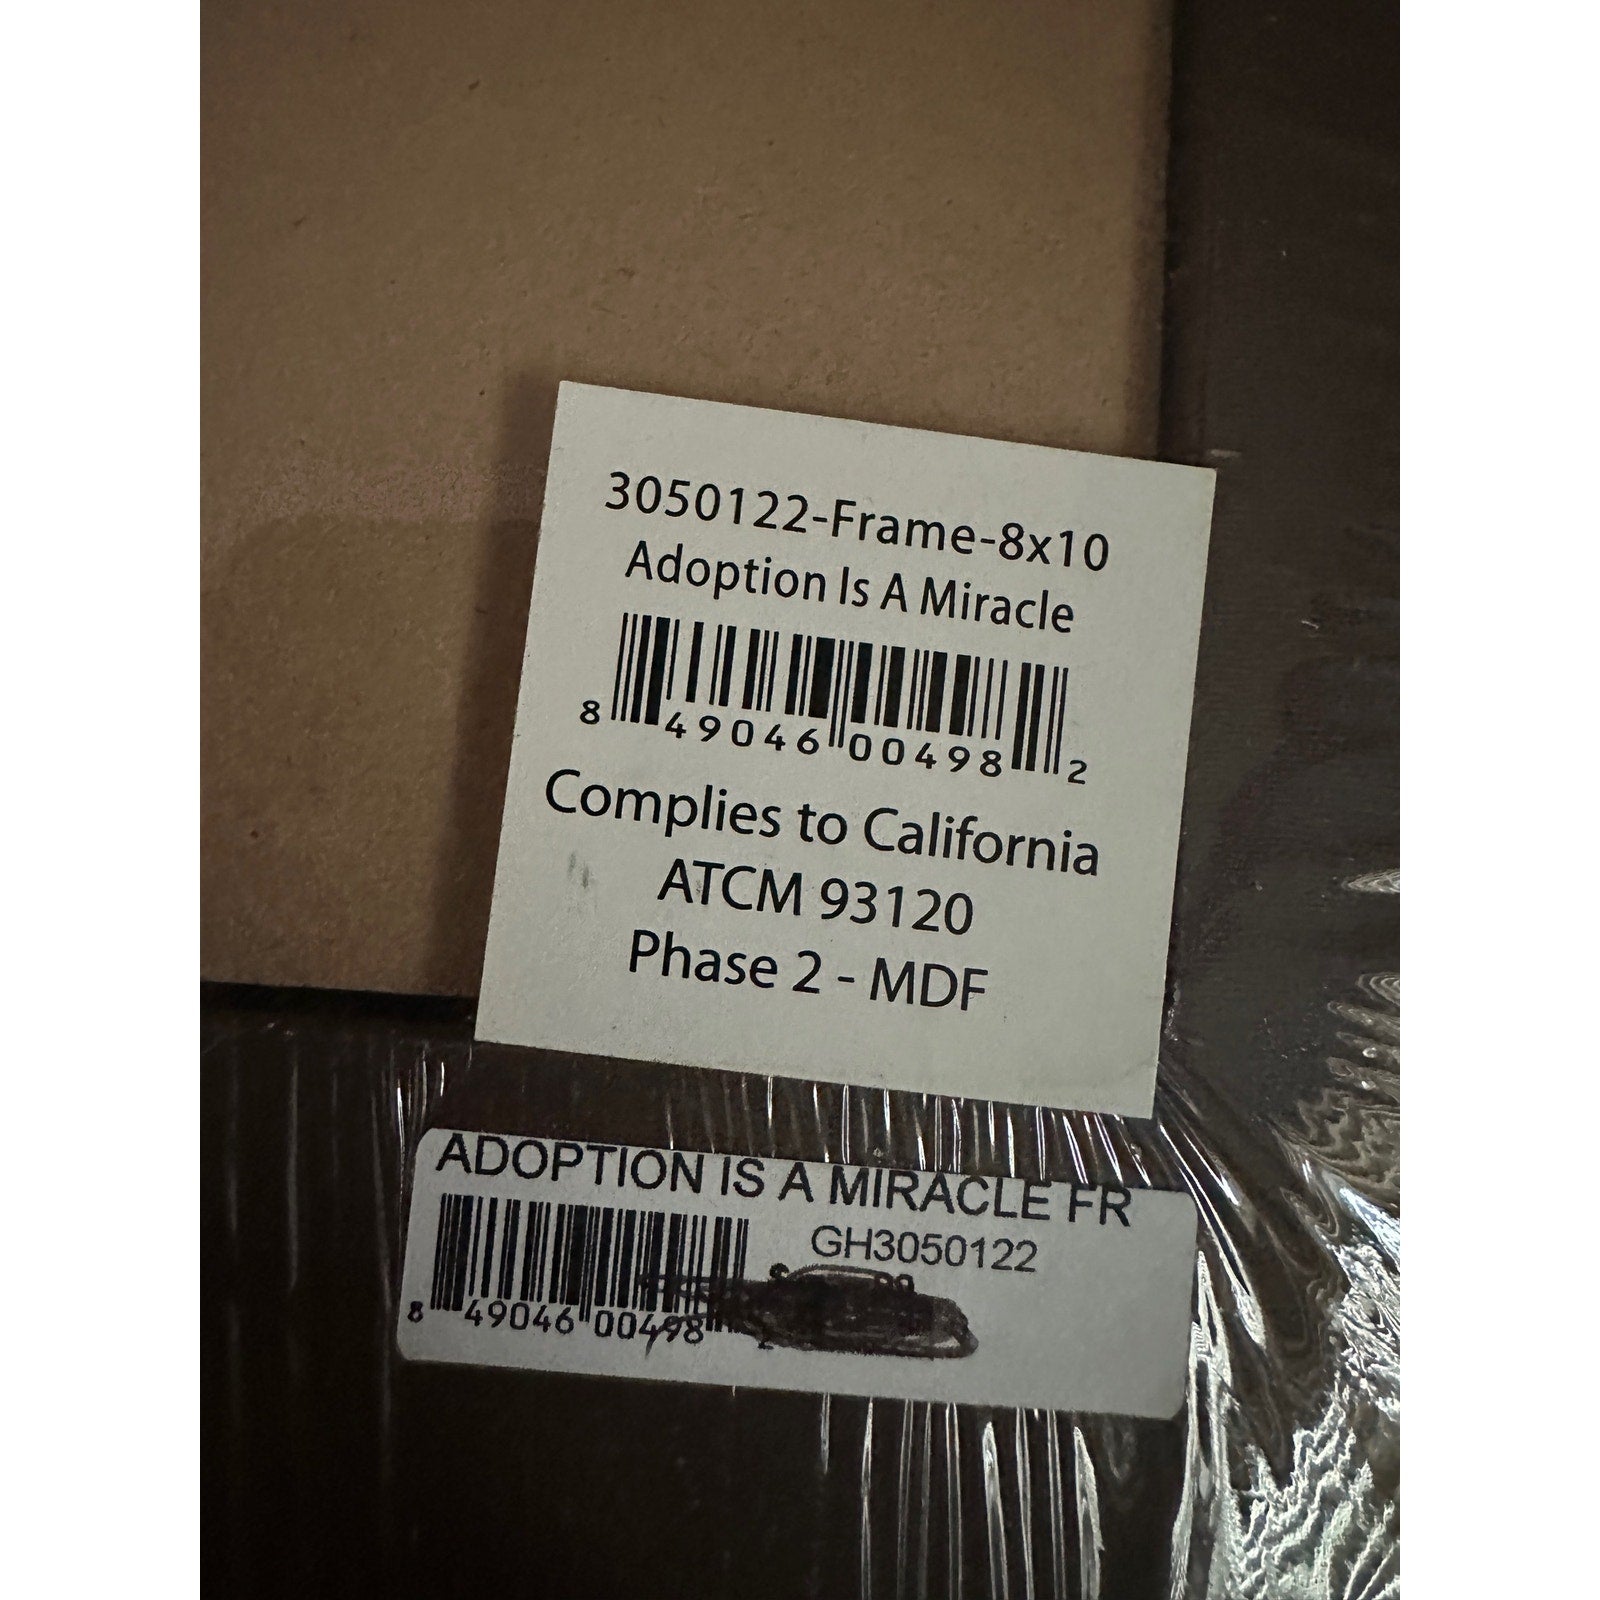 3050122-Frame-8x10
Adoption Is A Miracle
8 49046 00498 2
Complies to California
ATCM 93120
Phase 2 - MDF
ADOPTION IS A MIRACLE FR
GH3050122
8 49046 00498 2